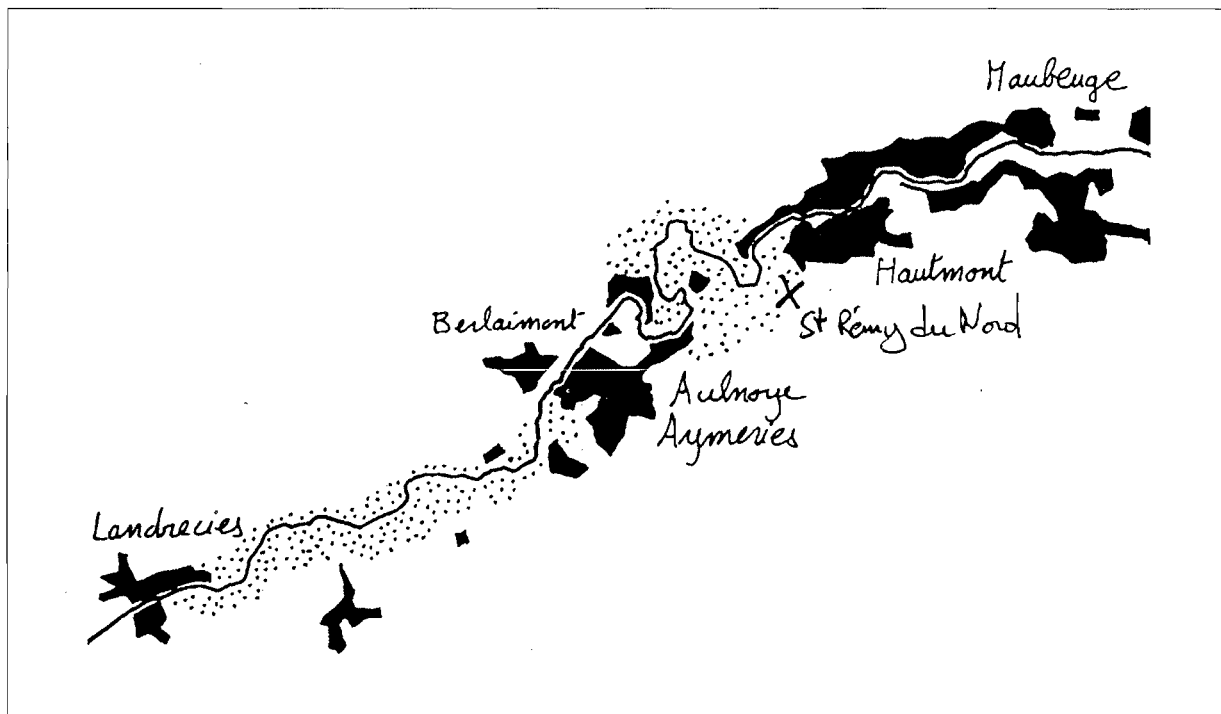 Maubeuge
Hautmont
St Rémy du Nord
Berlaimont
Aulnoye
Aymeries
Landrecies